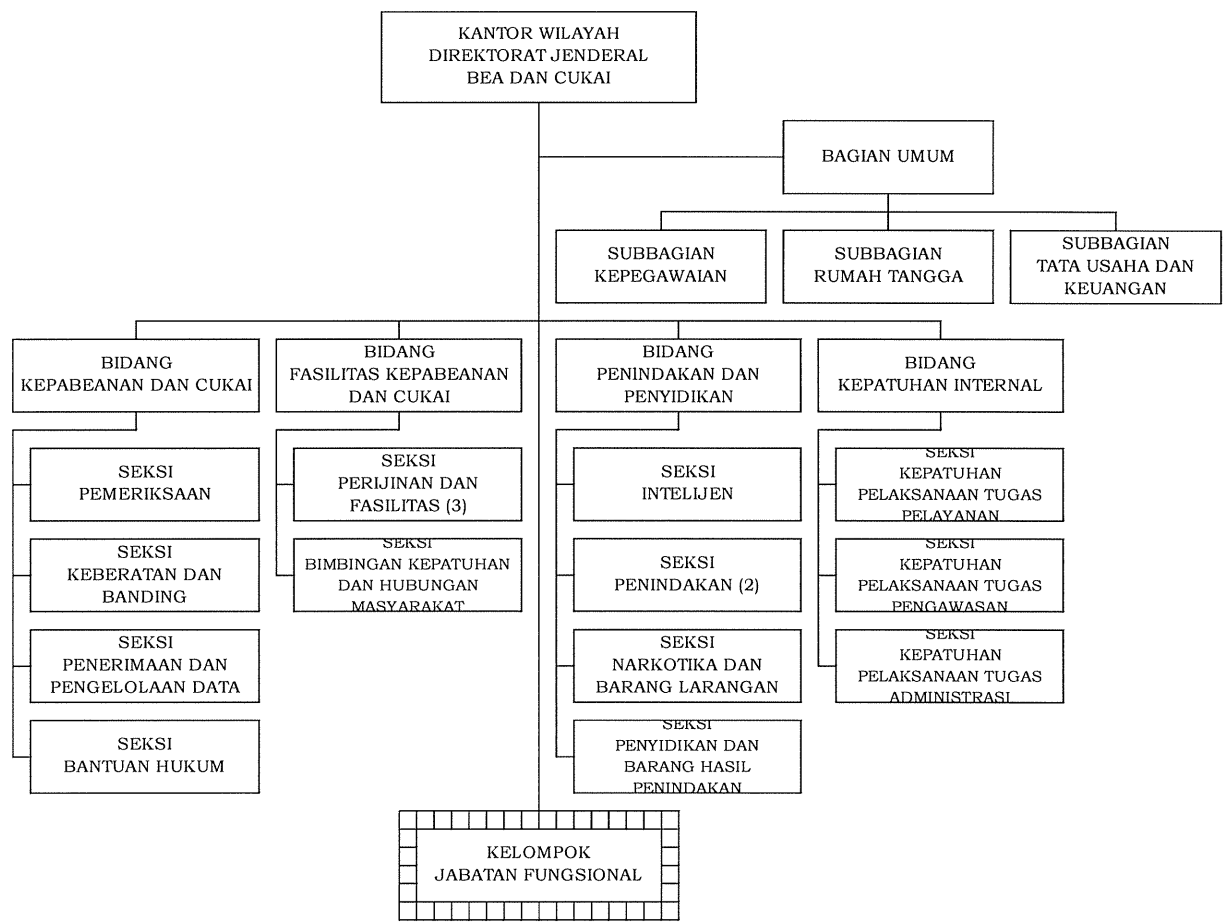 KANTOR WILAYAH
DIREKTORAT JENDERAL
BEA DAN CUKAI
BAGIAN UMUM
SUBBAGIAN
KEPEGAWAIAN
SUBBAGIAN
RUMAH TANGGA
SUBBAGIAN
TATA USAHA DAN
KEUANGAN
BIDANG
KEPABEANAN DAN CUKAI
SEKSI
PEMERIKSAAN
SEKSI
KEBERATAN DAN
BANDING
SEKSI
PENERIMAAN DAN
PENGELOLAAN DATA
SEKSI
BANTUAN HUKUM
BIDANG
FASILITAS KEPABEANAN
DAN CUKAI
SEKSI
PERIJINAN DAN
FASILITAS (3)
SEKSI
BIMBINGAN KEPATUHAN
DAN HUBUNGAN
MASYARAKAT
BIDANG
PENINDAKAN DAN
PENYIDIKAN
SEKSI
INTELIJEN
SEKSI
PENINDAKAN (2)
SEKSI
NARKOTIKA DAN
BARANG LARANGAN
SEKSI
PENYIDIKAN DAN
BARANG HASIL
PENINDAKAN
BIDANG
KEPATUHAN INTERNAL
SEKSI
KEPATUHAN
PELAKSANAAN TUGAS
PELAYANAN
SEKSI
KEPATUHAN
PELAKSANAAN TUGAS
PENGAWASAN
SEKSI
KEPATUHAN
PELAKSANAAN TUGAS
ADMINISTRASI
KELOMPOK
JABATAN FUNGSIONAL